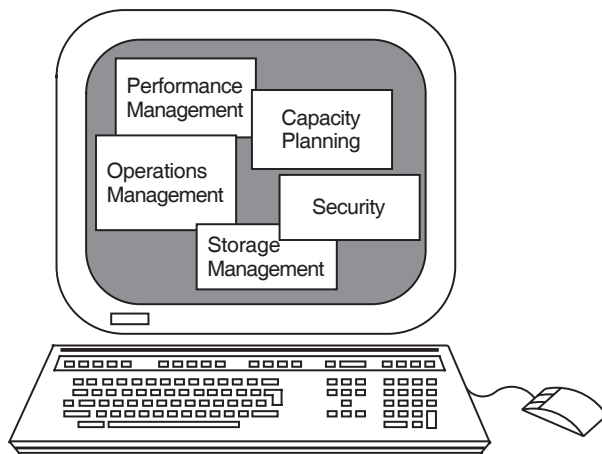 Performance
Management
Capacity
Planning
Operations
Management
Security
Storage
Management